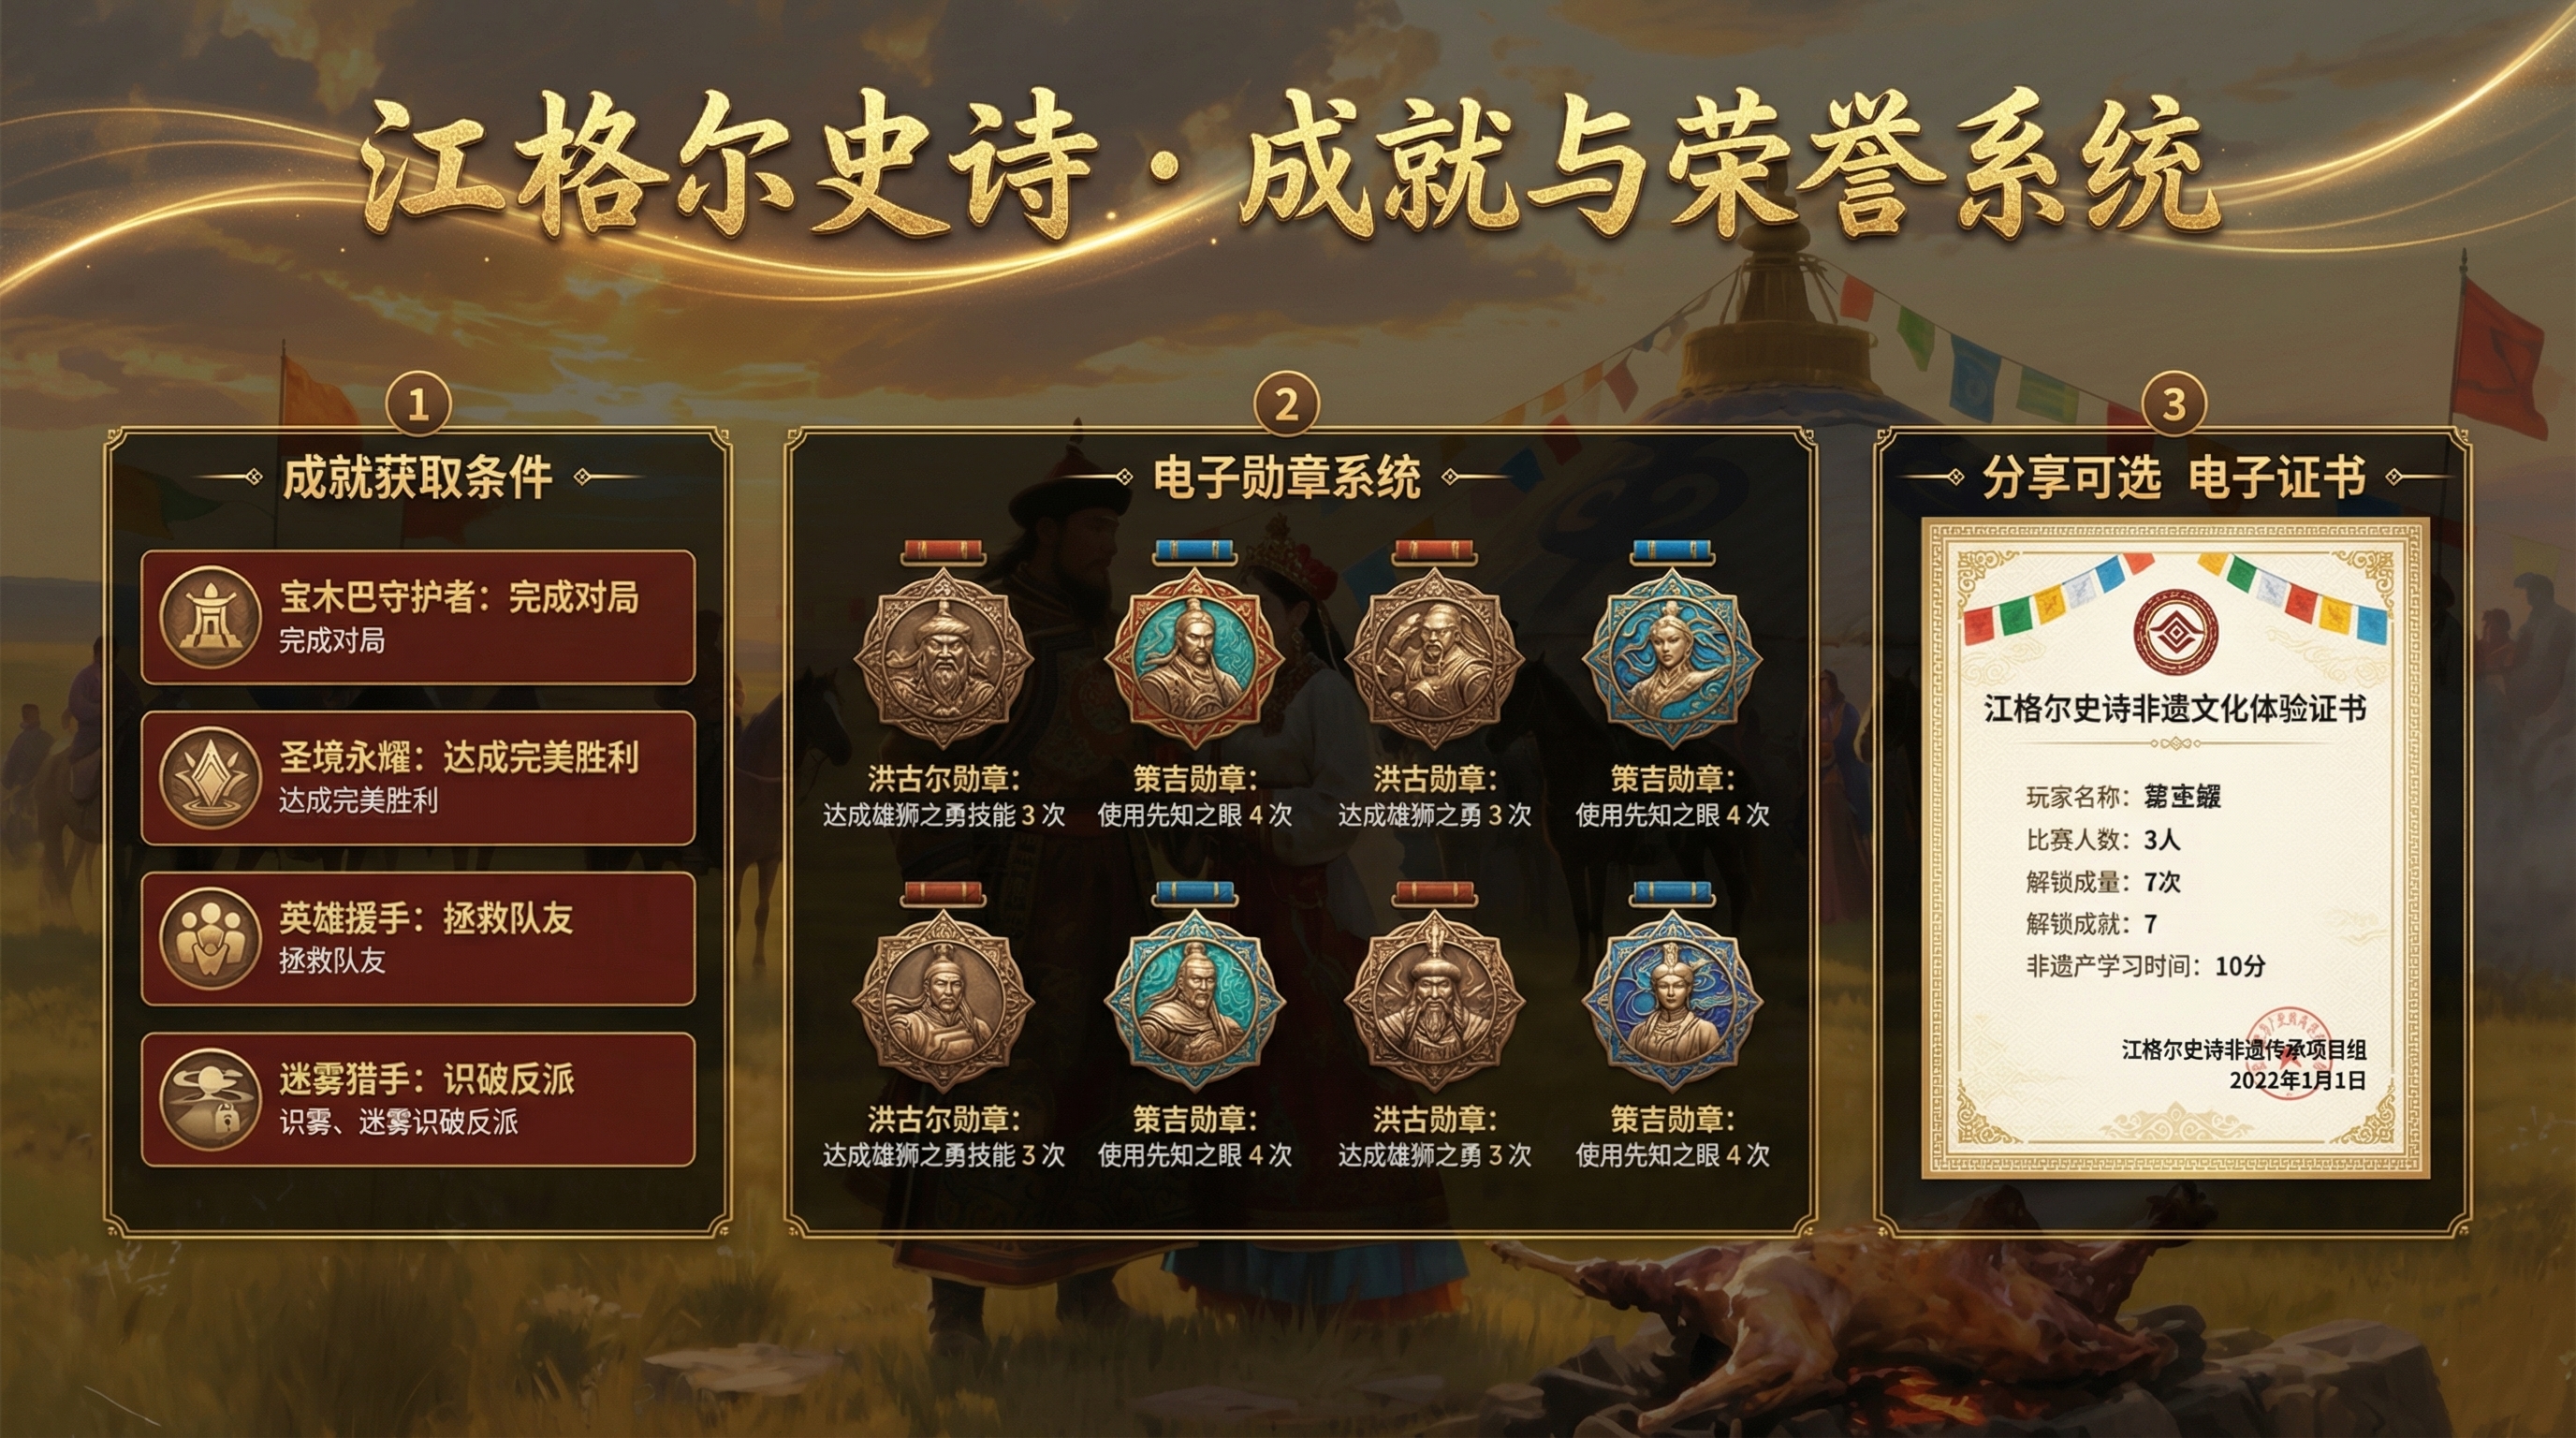 江格尔史诗·成就与荣誉系统
1
成就获取条件
宝木巴守护者：完成对局
完成对局
圣境永耀：达成完美胜利
达成完美胜利
英雄援手：拯救队友
拯救队友
迷雾猎手：识破反派
识雾、迷雾识破反派
2
电子勋章系统
洪古尔勋章：
达成雄狮之勇技能 3 次
策吉勋章：
使用先知之眼 4 次
洪古勋章：
达成雄狮之勇 3 次
策吉勋章：
使用先知之眼 4 次
洪古尔勋章：
达成雄狮之勇技能 3 次
策吉勋章：
使用先知之眼 4 次
洪古勋章：
达成雄狮之勇 3 次
策吉勋章：
使用先知之眼 4 次
3
分享可选 电子证书
江格尔史诗非遗文化体验证书
玩家名称：
比赛人数：3人
解锁成量：7次
解锁成就：7
非遗产学习时间：10分
江格尔史诗非遗传承项目组
2022年1月1日